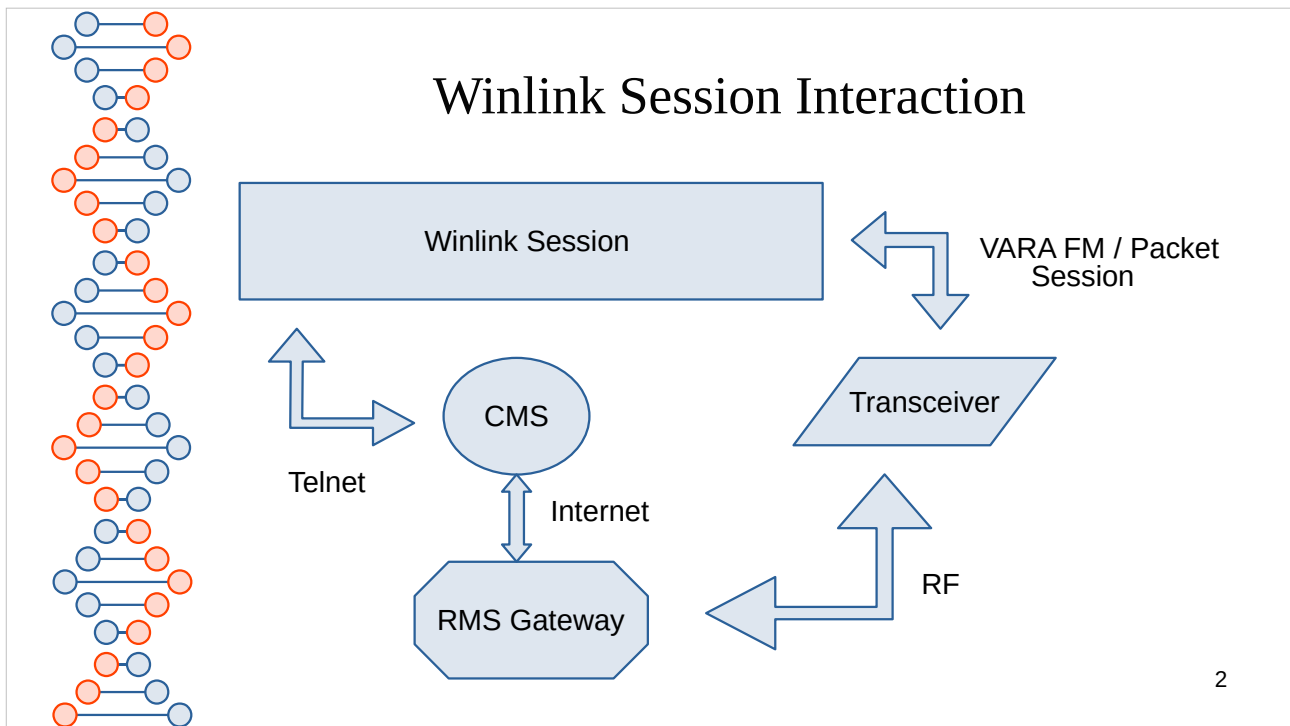 Winlink Session Interaction
Winlink Session
VARA FM / Packet
Session
CMS
Transceiver
Telnet
Internet
RMS Gateway
RF
2